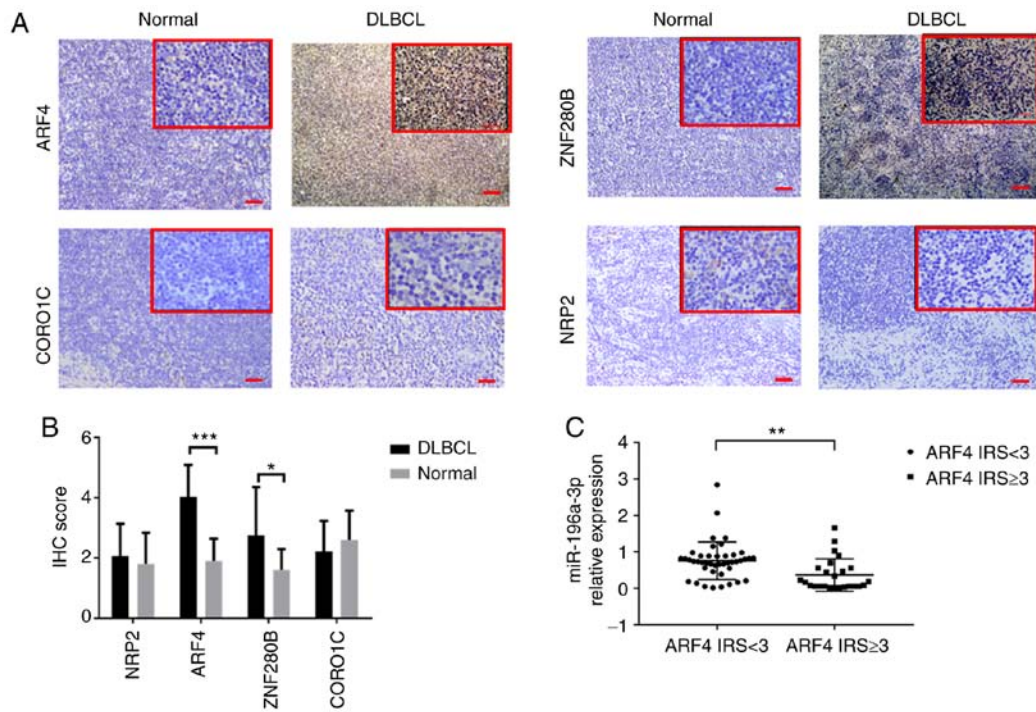 A
Normal
DLBCL
Normal
DLBCL
ARF4
ZNF280B
CORO1C
NRP2
B
6
4
2
0
IHC score
***
*
DLBCL
Normal
NRP2
ARF4
ZNF280B
CORO1C
C
4
3
2
1
0
−1
miR-196a-3p
relative expression
**
ARF4 IRS<3
ARF4 IRS≥3
ARF4 IRS<3
ARF4 IRS≥3